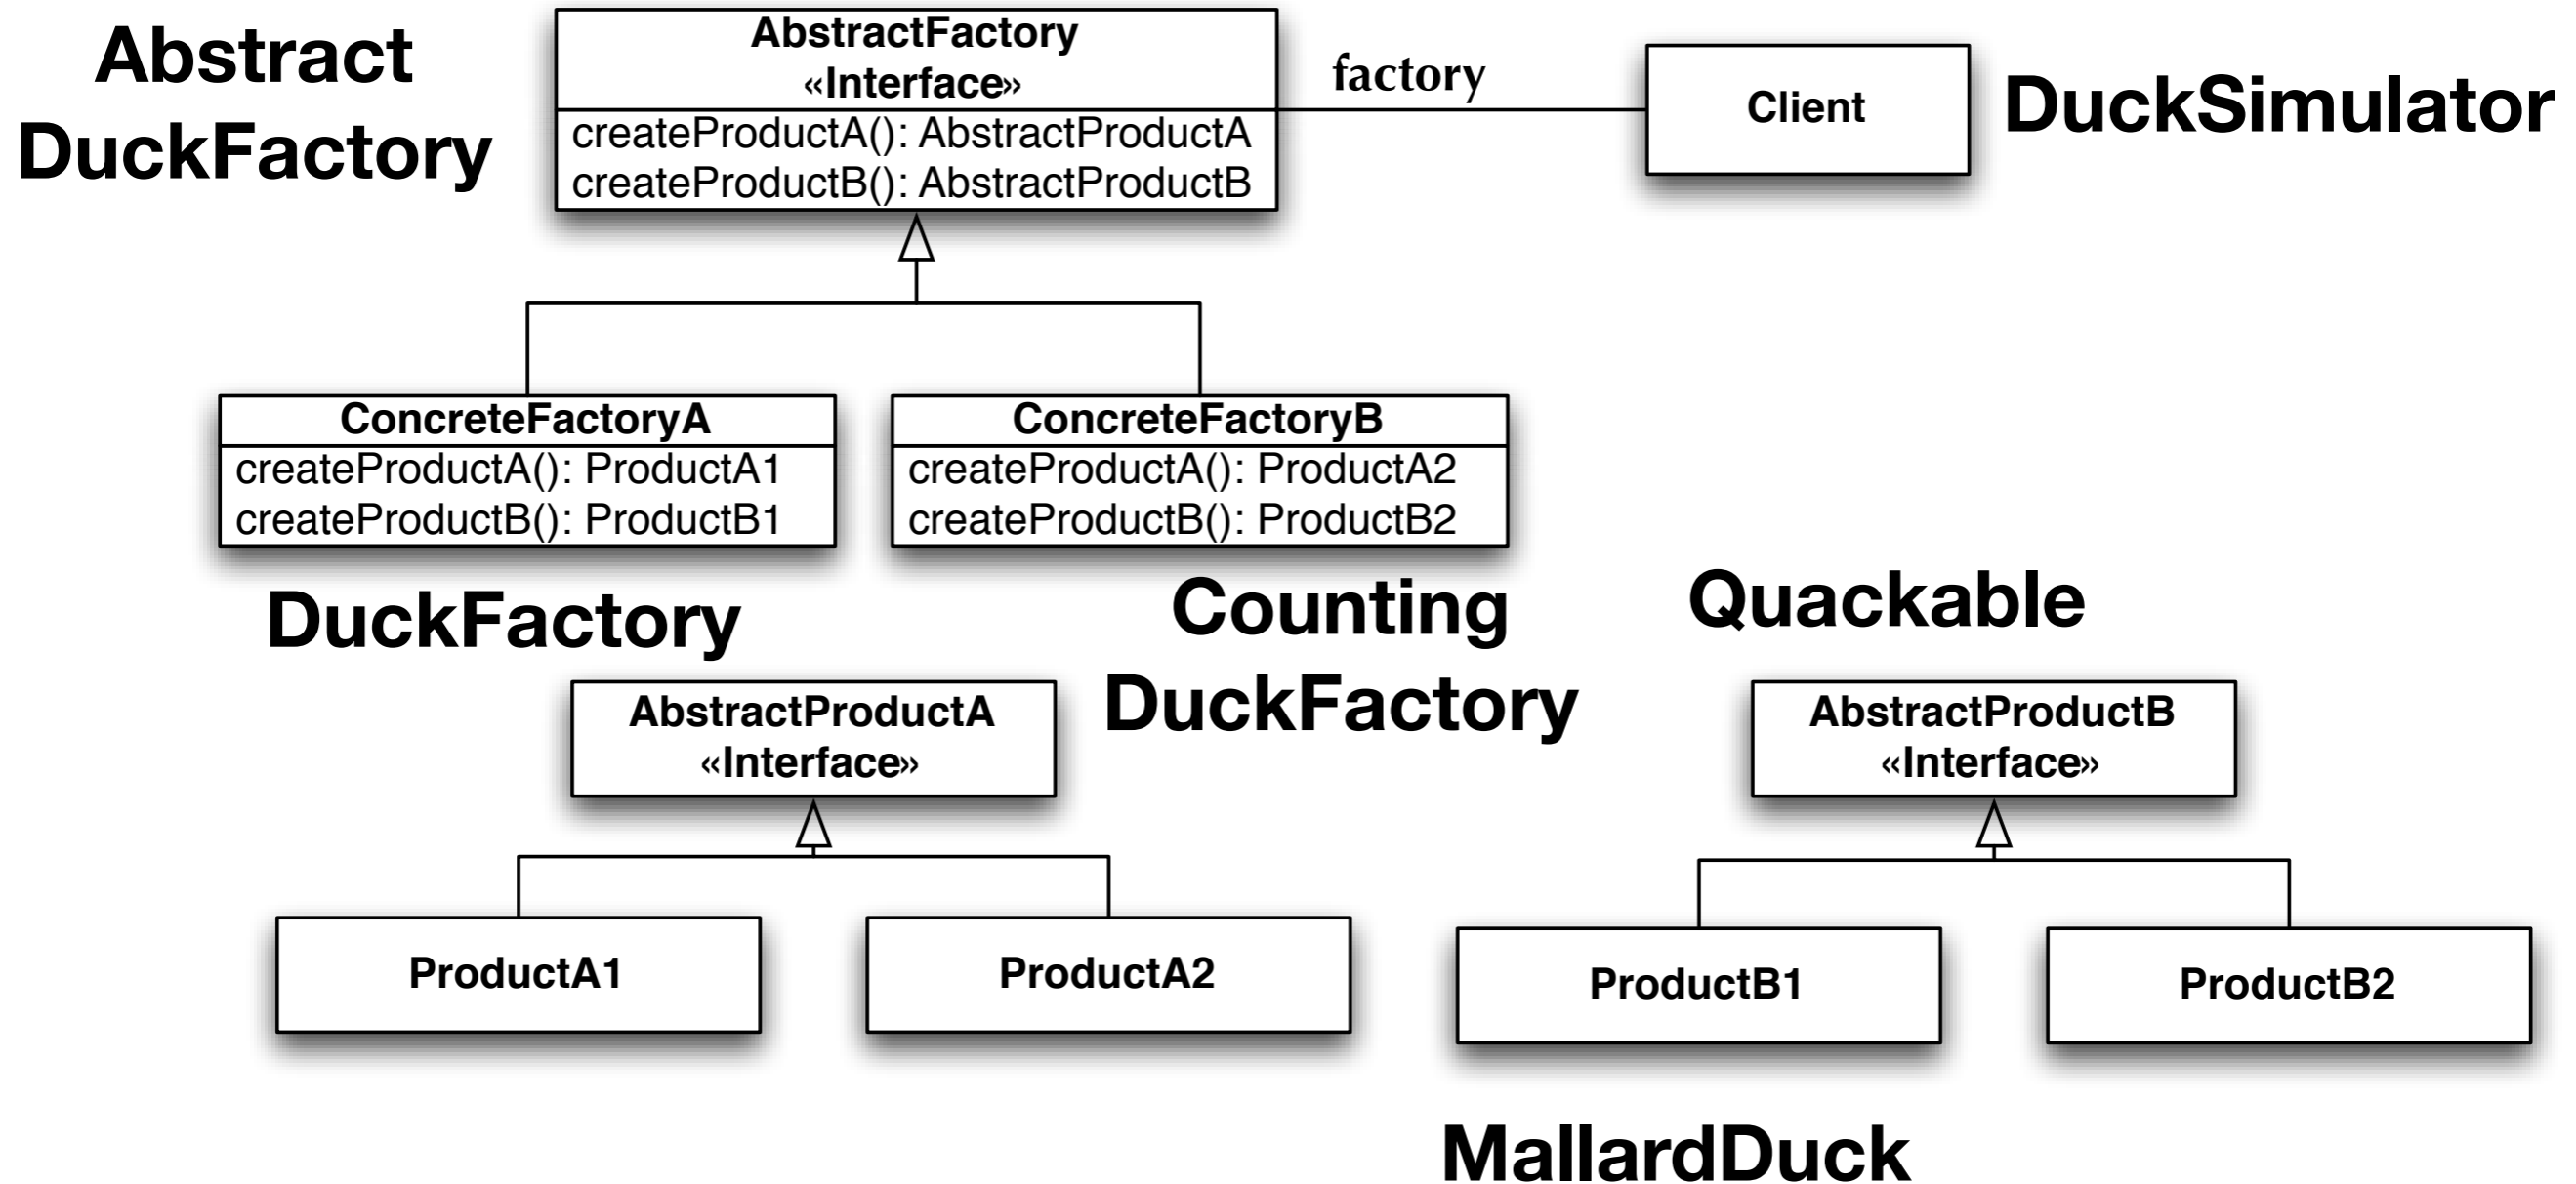 Abstract
DuckFactory
AbstractFactory
«Interface»
createProductA(): AbstractProductA
createProductB(): AbstractProductB
factory
Client
DuckSimulator
ConcreteFactoryA
createProductA(): ProductA1
createProductB(): ProductB1
ConcreteFactoryB
createProductA(): ProductA2
createProductB(): ProductB2
DuckFactory
Counting
DuckFactory
Quackable
AbstractProductA
«Interface»
AbstractProductB
«Interface»
ProductA1
ProductA2
ProductB1
ProductB2
MallardDuck